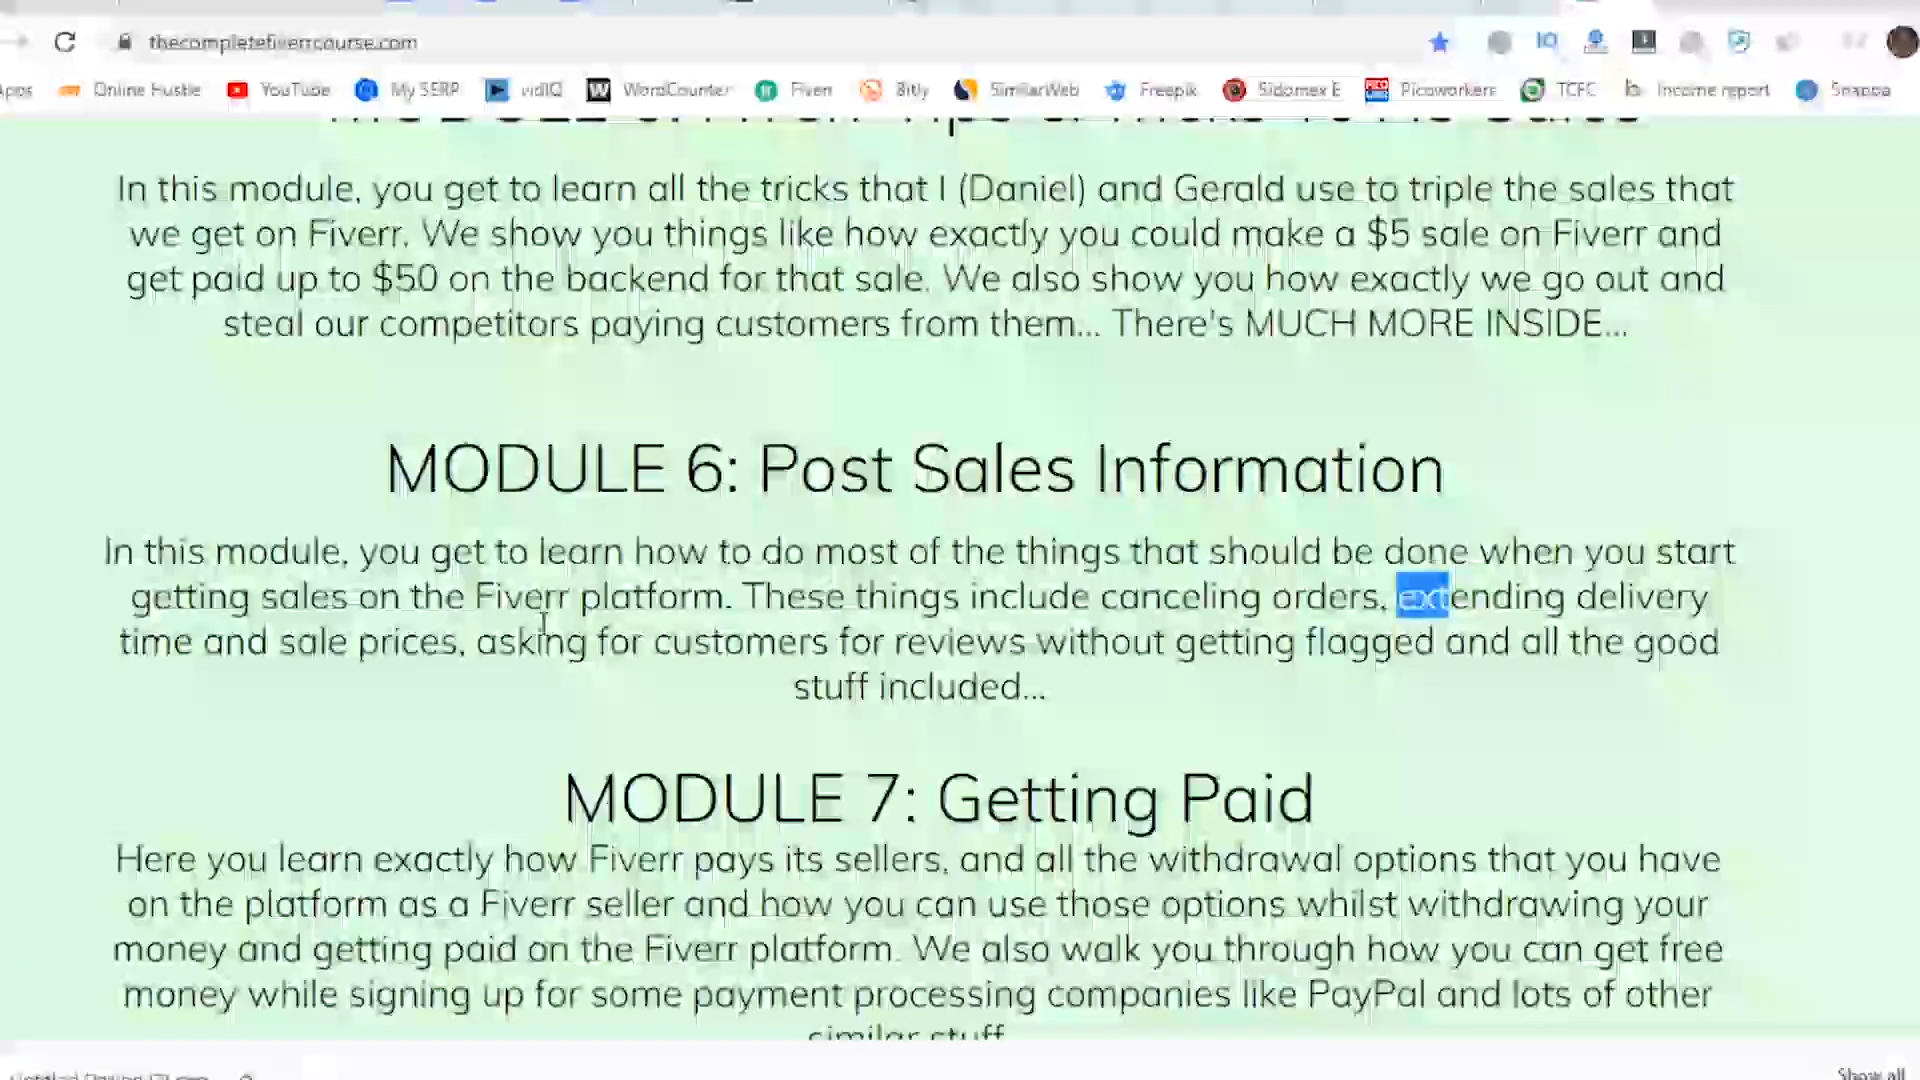 thecompletefiverrcourse.com
Apps Online Hustle YouTube My SERP vidIQ WordCounter Fiverr Bitly SimilarWeb Freepik Sidomex E Picoworkers TCFC Income report Snappa
In this module, you get to learn all the tricks that I (Daniel) and Gerald use to triple the sales that
we get on Fiverr. We show you things like how exactly you could make a $5 sale on Fiverr and
get paid up to $50 on the backend for that sale. We also show you how exactly we go out and
steal our competitors paying customers from them... There's MUCH MORE INSIDE...
MODULE 6: Post Sales Information
In this module, you get to learn how to do most of the things that should be done when you start
getting sales on the Fiverr platform. These things include canceling orders, extending delivery
time and sale prices, asking for customers for reviews without getting flagged and all the good
stuff included...
MODULE 7: Getting Paid
Here you learn exactly how Fiverr pays its sellers, and all the withdrawal options that you have
on the platform as a Fiverr seller and how you can use those options whilst withdrawing your
money and getting paid on the Fiverr platform. We also walk you through how you can get free
money while signing up for some payment processing companies like PayPal and lots of other
similar stuff
Show all